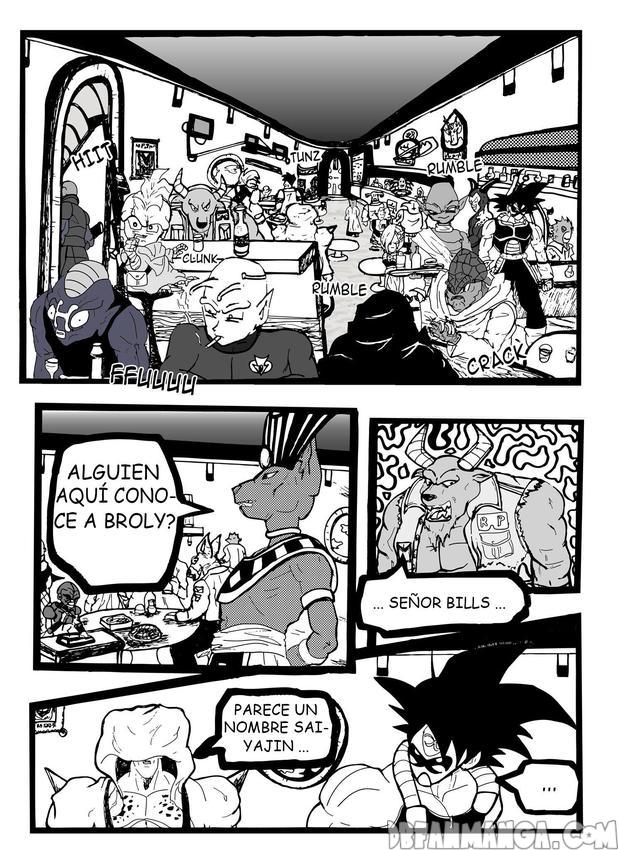 HIIT
TUNZ
RUMBLE
CLUNK
RUMBLE
CRACK
FFUUUU
ALGUIEN
AQUÍ CONO-
CE A BROLY?
R.P
... SEÑOR BILLS ...
PARECE UN
NOMBRE SAI-
YAJIN ...
...
DBFANMANGA.COM